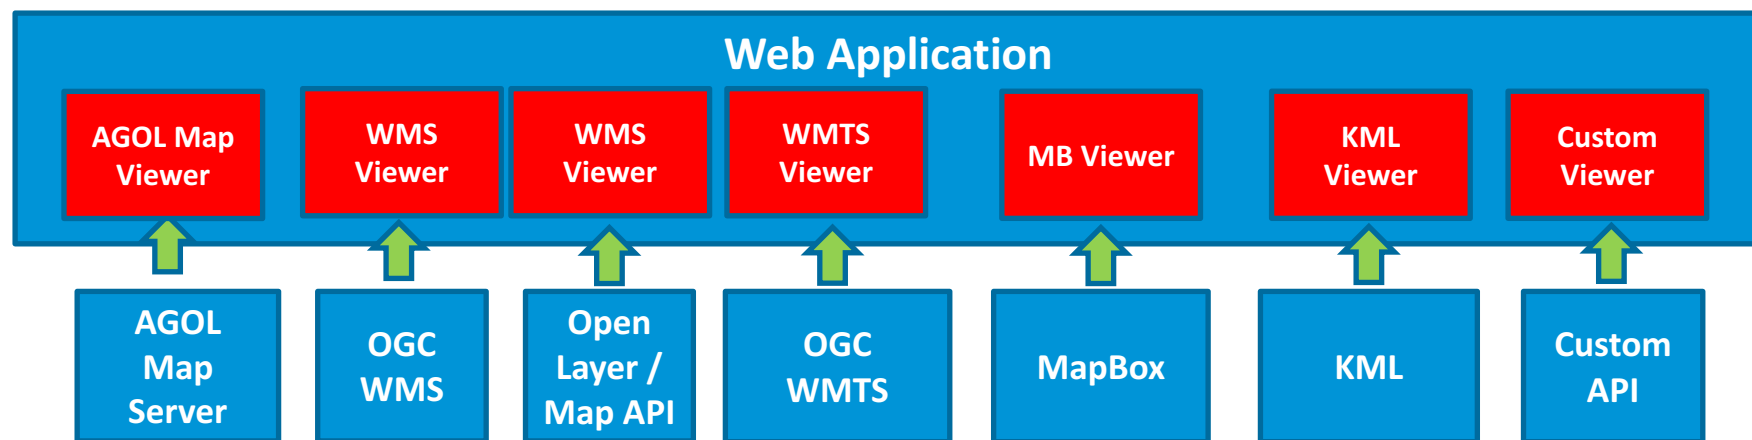 Web Application
AGOL Map
Viewer
WMS
Viewer
WMS
Viewer
WMTS
Viewer
MB Viewer
KML
Viewer
Custom
Viewer
AGOL
Map
Server
OGC
WMS
Open
Layer /
Map API
OGC
WMTS
MapBox
KML
Custom
API